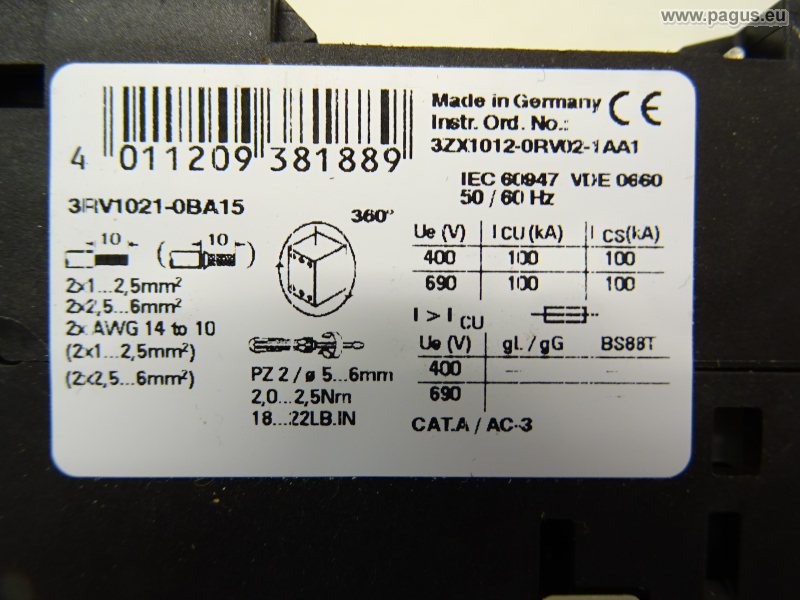 www.pagus.eu
Made in Germany CE
Instr. Ord. No.:
3ZX1012-0RV02-1AA1
4 011209 381889
IEC 60947 VDE 0660
50 / 60 Hz
3RV1021-0BA15
360°
10 ( 10 )
2x1...2,5mm²
2x2,5...6mm²
2x AWG 14 to 10
(2x1...2,5mm²)
(2x2,5...6mm²)
PZ 2 / ø 5...6mm
2,0...2,5Nm
18...22LB.IN
Ue (V) I CU (kA) I CS(kA)
400 100 100
690 100 100
I > I CU
Ue (V) gL / gG BS88T
400 —
690 — —
CAT.A / AC-3